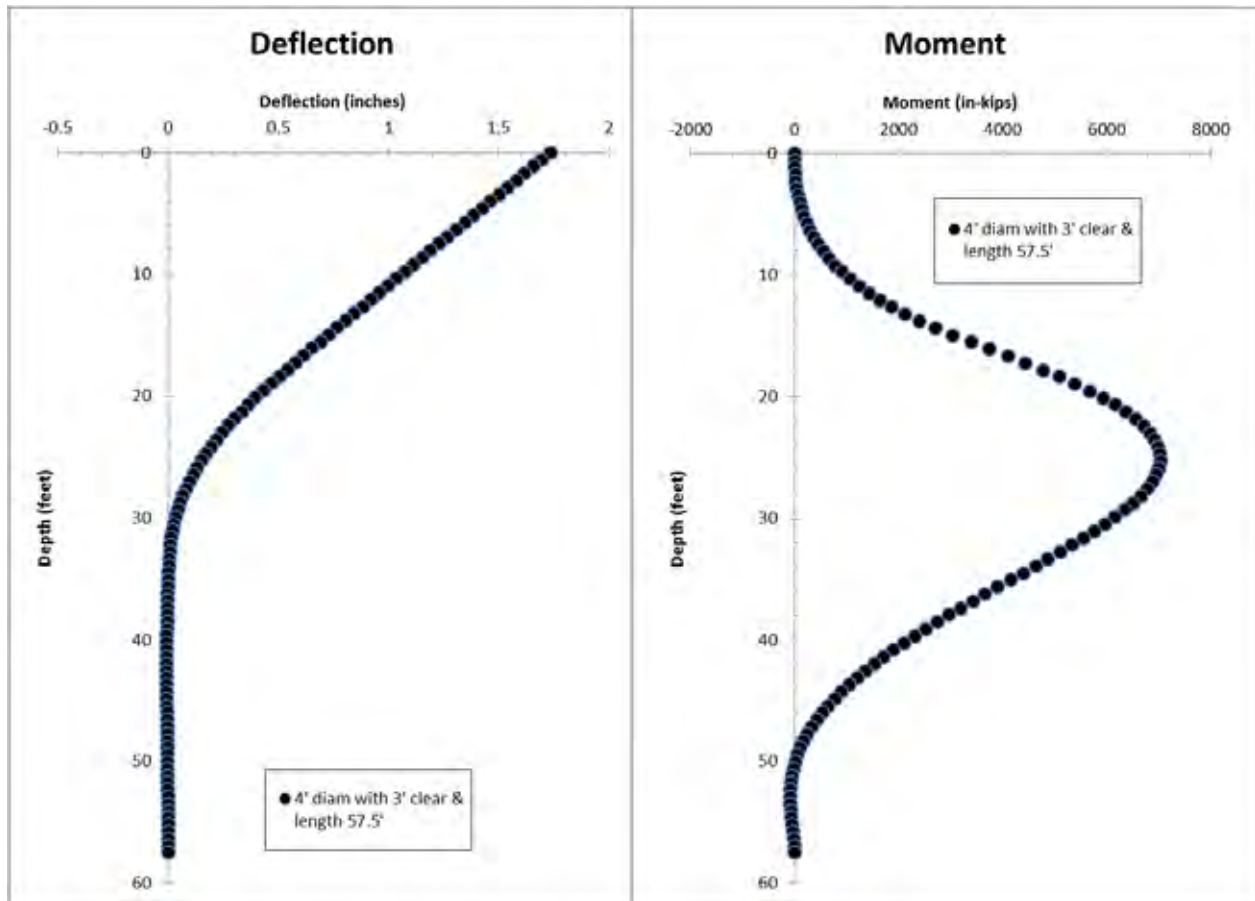 Deflection
Deflection (inches)
-0.5 0 0.5 1 1.5 2
0
10
20
30
40
50
60
Depth (feet)
4' diam with 3' clear &
length 57.5'
Moment
Moment (in-kips)
-2000 0 2000 4000 6000 8000
0
10
20
30
40
50
60
Depth (feet)
4' diam with 3' clear &
length 57.5'